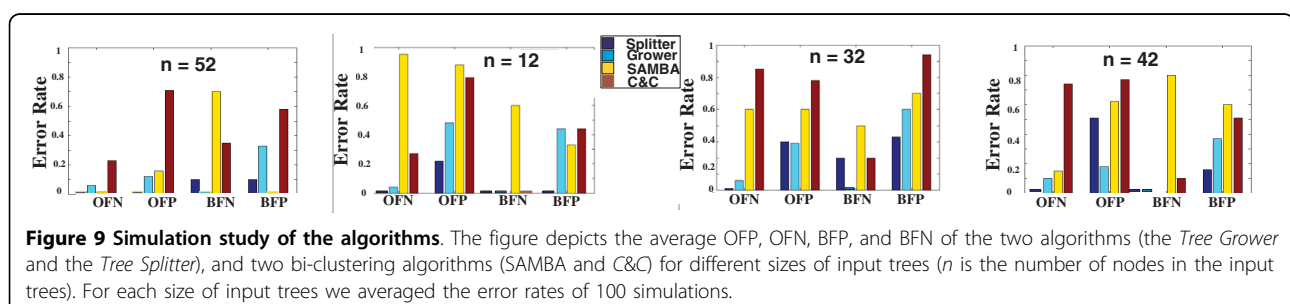 1
0.8
0.6
0.4
0.2
0
Error Rate
n = 52
OFN OFP BFN BFP
1
0.8
0.6
0.4
0.2
0
Error Rate
n = 12
OFN OFP BFN BFP
Splitter
Grower
SAMBA
C&C
1
0.8
0.6
0.4
0.2
0
Error Rate
n = 32
OFN OFP BFN BFP
1
0.8
0.6
0.4
0.2
0
Error Rate
n = 42
OFN OFP BFN BFP
Figure 9 Simulation study of the algorithms. The figure depicts the average OFP, OFN, BFP, and BFN of the two algorithms (the Tree Grower
and the Tree Splitter), and two bi-clustering algorithms (SAMBA and C&C) for different sizes of input trees (n is the number of nodes in the input
trees). For each size of input trees we averaged the error rates of 100 simulations.